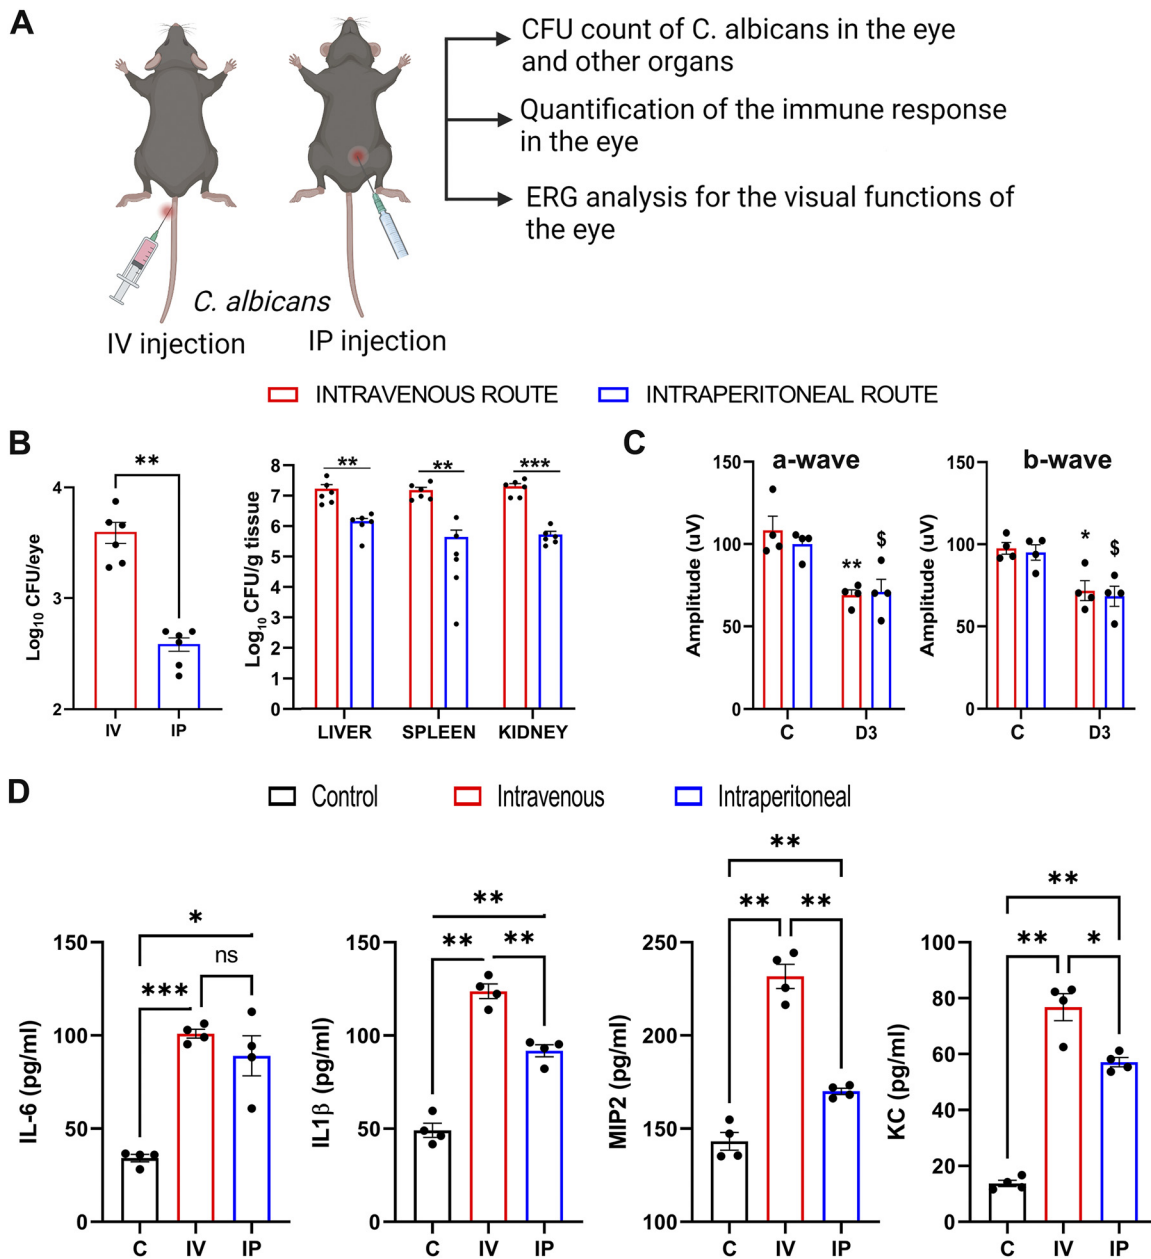 A
CFU count of C. albicans in the eye
and other organs
Quantification of the immune response
in the eye
ERG analysis for the visual functions of
the eye
C. albicans
IV injection
IP injection
INTRAVENOUS ROUTE
INTRAPERITONEAL ROUTE
B
Log10 CFU/eye
4
3
2
**
IV
IP
Log10 CFU/g tissue
8
7
6
5
4
3
2
1
0
**
**
***
LIVER
SPLEEN
KIDNEY
C
a-wave
Amplitude (uV)
150
100
50
0
**
$
C
D3
b-wave
Amplitude (uV)
150
100
50
0
*
$
C
D3
D
Control
Intravenous
Intraperitoneal
IL-6 (pg/ml)
150
100
50
0
*
ns
***
C
IV
IP
IL1β (pg/ml)
150
100
50
0
**
**
**
C
IV
IP
MIP2 (pg/ml)
250
200
150
100
**
**
**
C
IV
IP
KC (pg/ml)
100
80
60
40
20
0
**
**
*
C
IV
IP